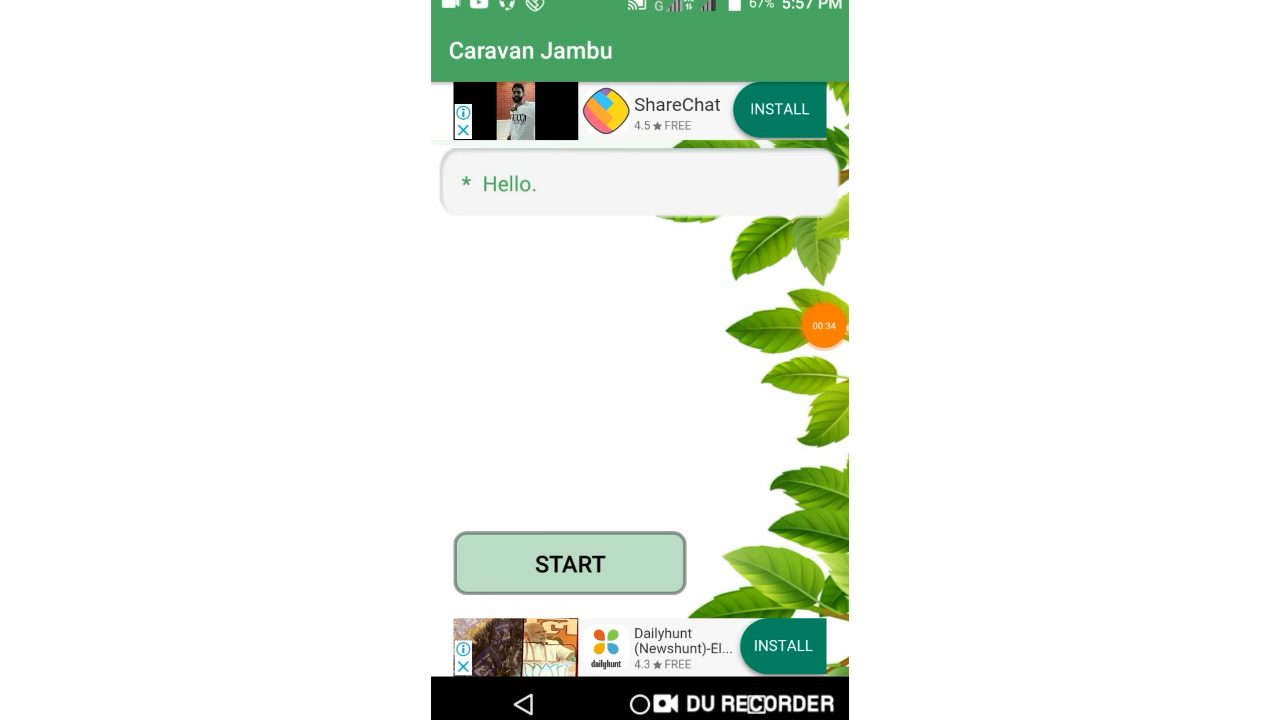 67% 5:57 PM
Caravan Jambu
ShareChat
4.5 ★ FREE
INSTALL
* Hello.
00:34
START
Dailyhunt
(Newshunt)-El...
4.3 ★ FREE
INSTALL
dailyhunt
DU RECORDER